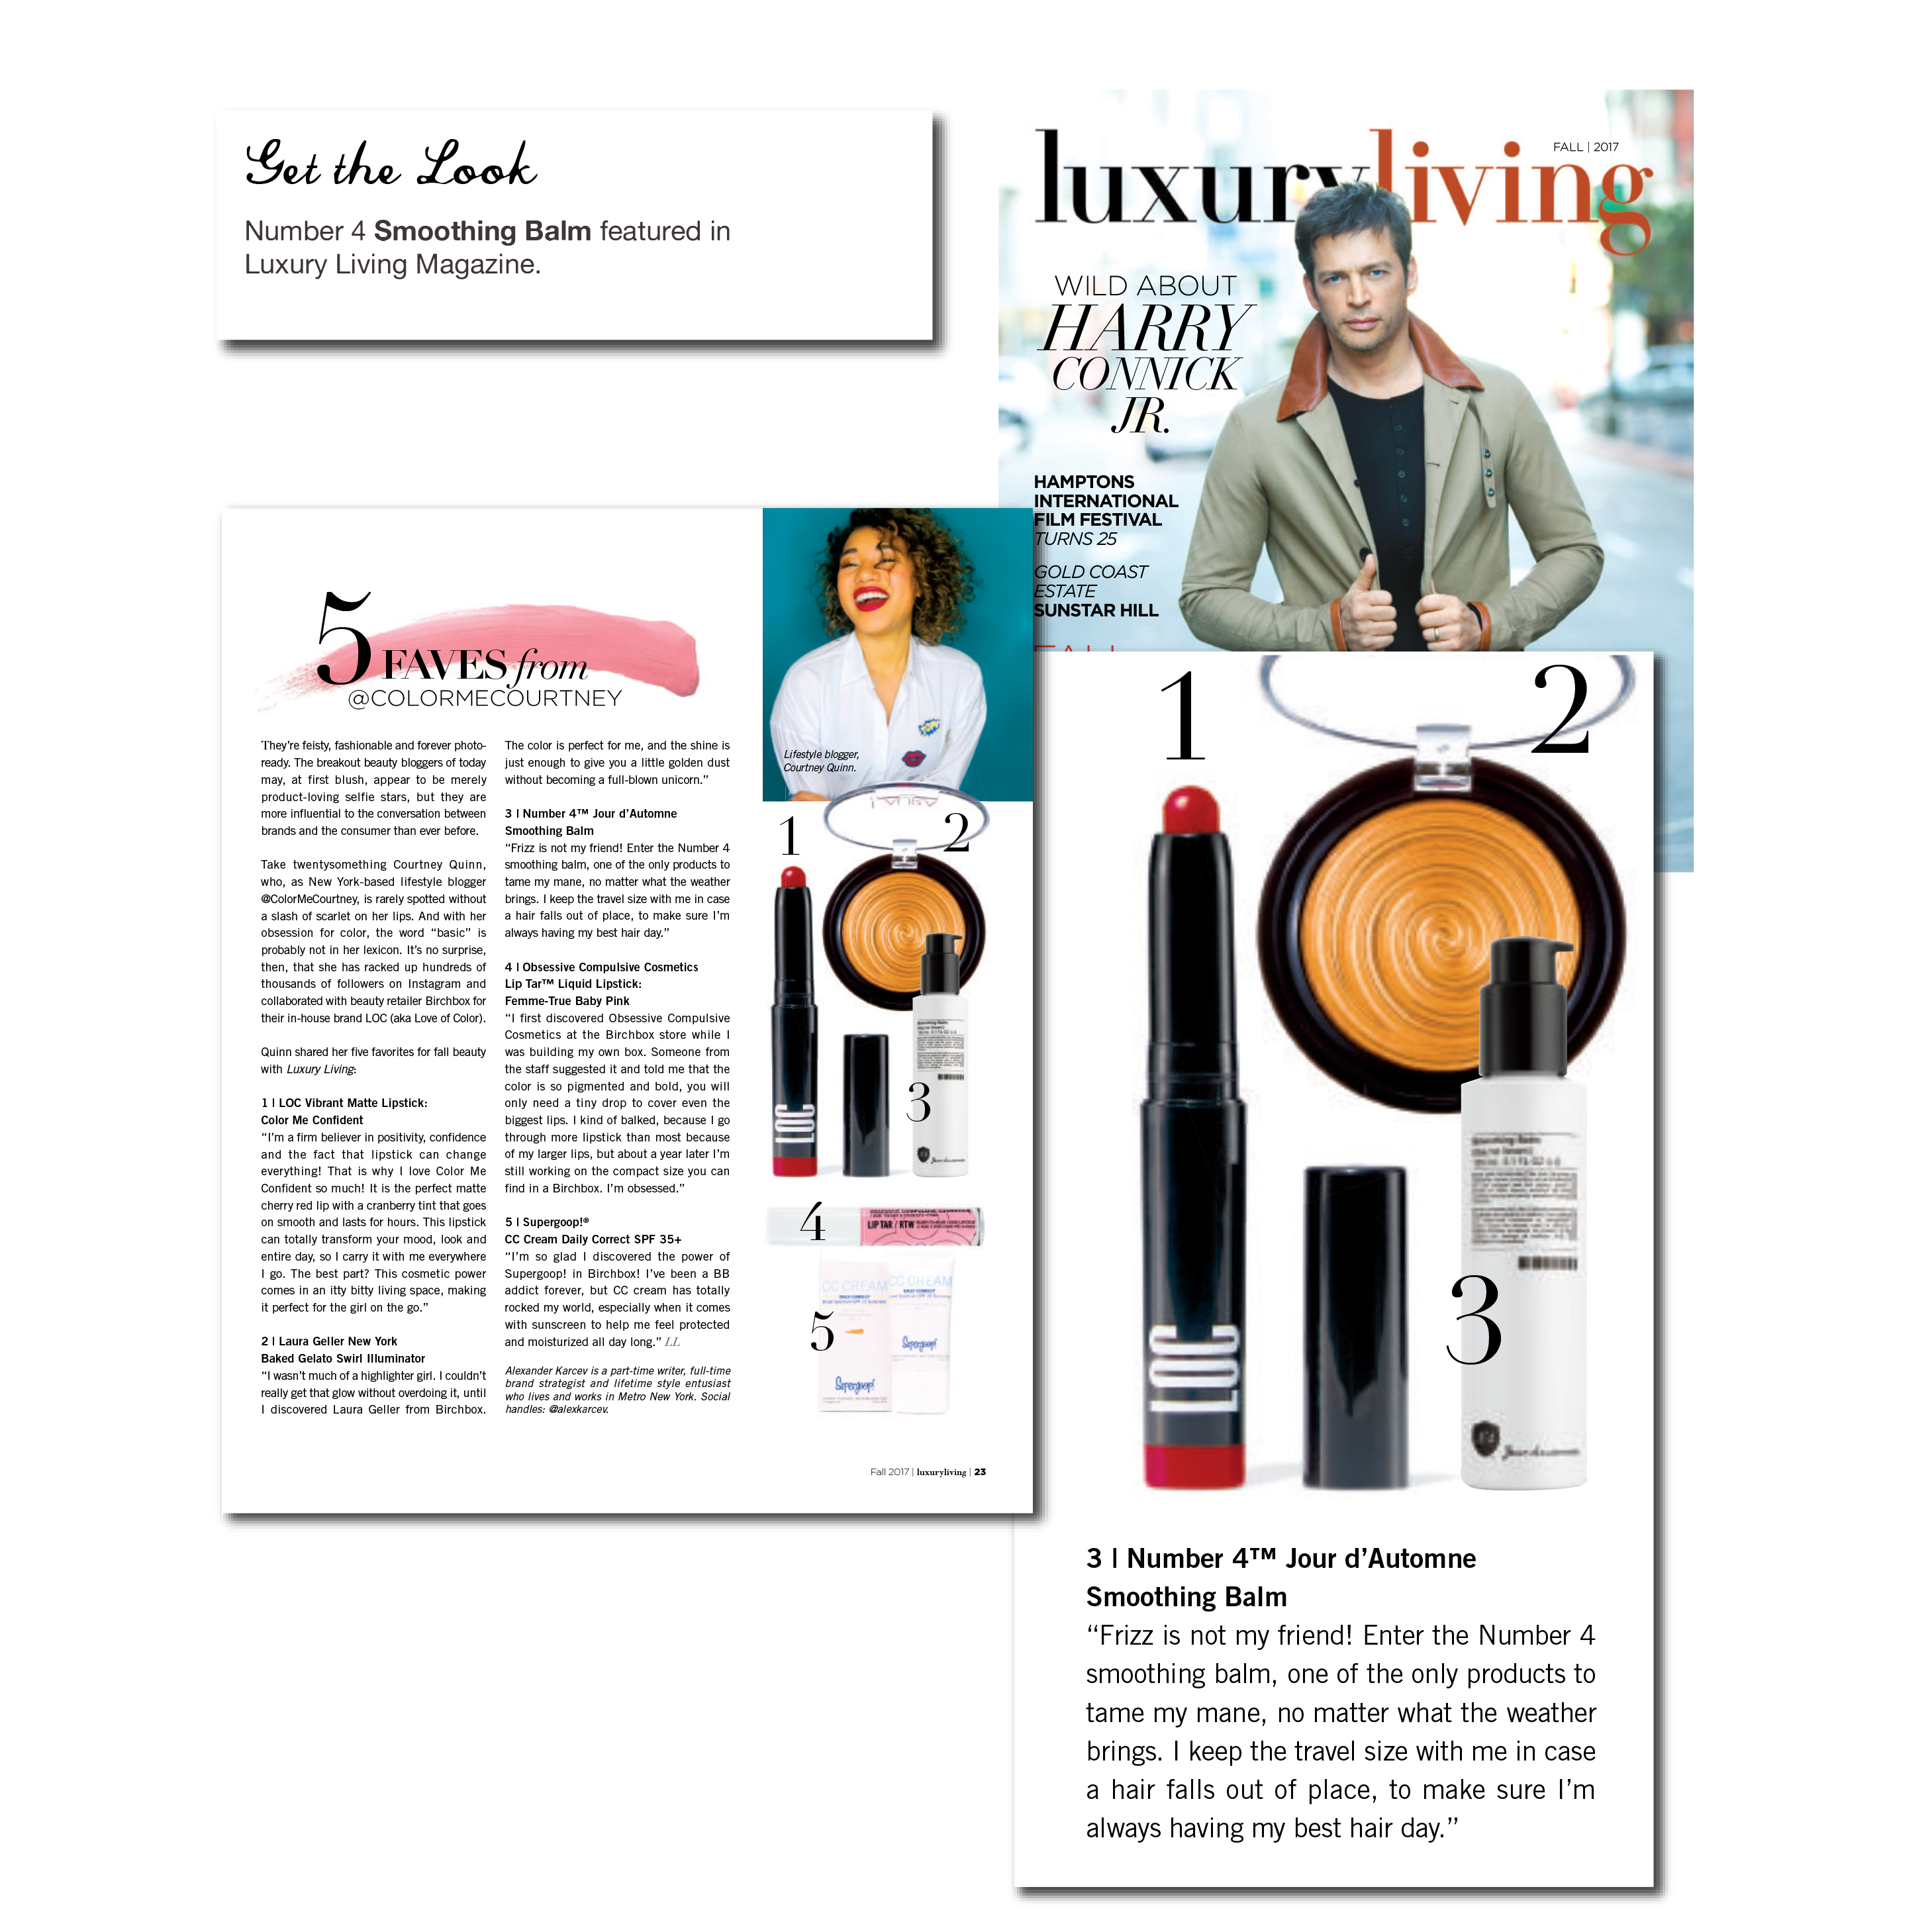 Get the Look
Number 4 Smoothing Balm featured in
Luxury Living Magazine.
luxuryliving
FALL | 2017
WILD ABOUT
HARRY
CONNICK
JR.
HAMPTONS
INTERNATIONAL
FILM FESTIVAL
TURNS 25
GOLD COAST
ESTATE
SUNSTAR HILL
FALL
5 FAVES from
@COLORMECOURTNEY
They’re feisty, fashionable and forever photo-
ready. The breakout beauty bloggers of today
may, at first blush, appear to be merely
product-loving selfie stars, but they are
more influential to the conversation between
brands and the consumer than ever before.
Take twentysomething Courtney Quinn,
who, as New York-based lifestyle blogger
@ColorMeCourtney, is rarely spotted without
a slash of scarlet on her lips. And with her
obsession for color, the word “basic” is
probably not in her lexicon. It’s no surprise,
then, that she has racked up hundreds of
thousands of followers on Instagram and
collaborated with beauty retailer Birchbox for
their in-house brand LOC (aka Love of Color).
Quinn shared her five favorites for fall beauty
with Luxury Living:
1 | LOC Vibrant Matte Lipstick:
Color Me Confident
“I’m a firm believer in positivity, confidence
and the fact that lipstick can change
everything! That is why I love Color Me
Confident so much! It is the perfect matte
cherry red lip with a cranberry tint that goes
on smooth and lasts for hours. This lipstick
can totally transform your mood, look and
entire day, so I carry it with me everywhere
I go. The best part? This cosmetic power
comes in an itty bitty living space, making
it perfect for the girl on the go.”
2 | Laura Geller New York
Baked Gelato Swirl Illuminator
“I wasn’t much of a highlighter girl. I couldn’t
really get that glow without overdoing it, until
I discovered Laura Geller from Birchbox.
The color is perfect for me, and the shine is
just enough to give you a little golden dust
without becoming a full-blown unicorn.”
3 | Number 4™ Jour d’Automne
Smoothing Balm
“Frizz is not my friend! Enter the Number 4
smoothing balm, one of the only products to
tame my mane, no matter what the weather
brings. I keep the travel size with me in case
a hair falls out of place, to make sure I’m
always having my best hair day.”
4 | Obsessive Compulsive Cosmetics
Lip Tar™ Liquid Lipstick:
Femme-True Baby Pink
“I first discovered Obsessive Compulsive
Cosmetics at the Birchbox store while I
was building my own box. Someone from
the staff suggested it and told me that the
color is so pigmented and bold, you will
only need a tiny drop to cover even the
biggest lips. I kind of balked, because I go
through more lipstick than most because
of my larger lips, but about a year later I’m
still working on the compact size you can
find in a Birchbox. I’m obsessed.”
5 | Supergoop!®
CC Cream Daily Correct SPF 35+
“I’m so glad I discovered the power of
Supergoop! in Birchbox! I’ve been a BB
addict forever, but CC cream has totally
rocked my world, especially when it comes
with sunscreen to help me feel protected
and moisturized all day long.” LL
Alexander Karcev is a part-time writer, full-time
brand strategist and lifetime style entusiast
who lives and works in Metro New York. Social
handles: @alexkarcev.
Lifestyle blogger,
Courtney Quinn.
1
2
LOC
3
4
LIP TAR / RTW
CC CREAM
CC CREAM
DAILY CORRECT
5
Supergoop!
Supergoop!
Fall 2017 | luxuryliving | 23
1
2
LOC
Smoothing Balm
3
3 | Number 4™ Jour d’Automne
Smoothing Balm
“Frizz is not my friend! Enter the Number 4
smoothing balm, one of the only products to
tame my mane, no matter what the weather
brings. I keep the travel size with me in case
a hair falls out of place, to make sure I’m
always having my best hair day.”